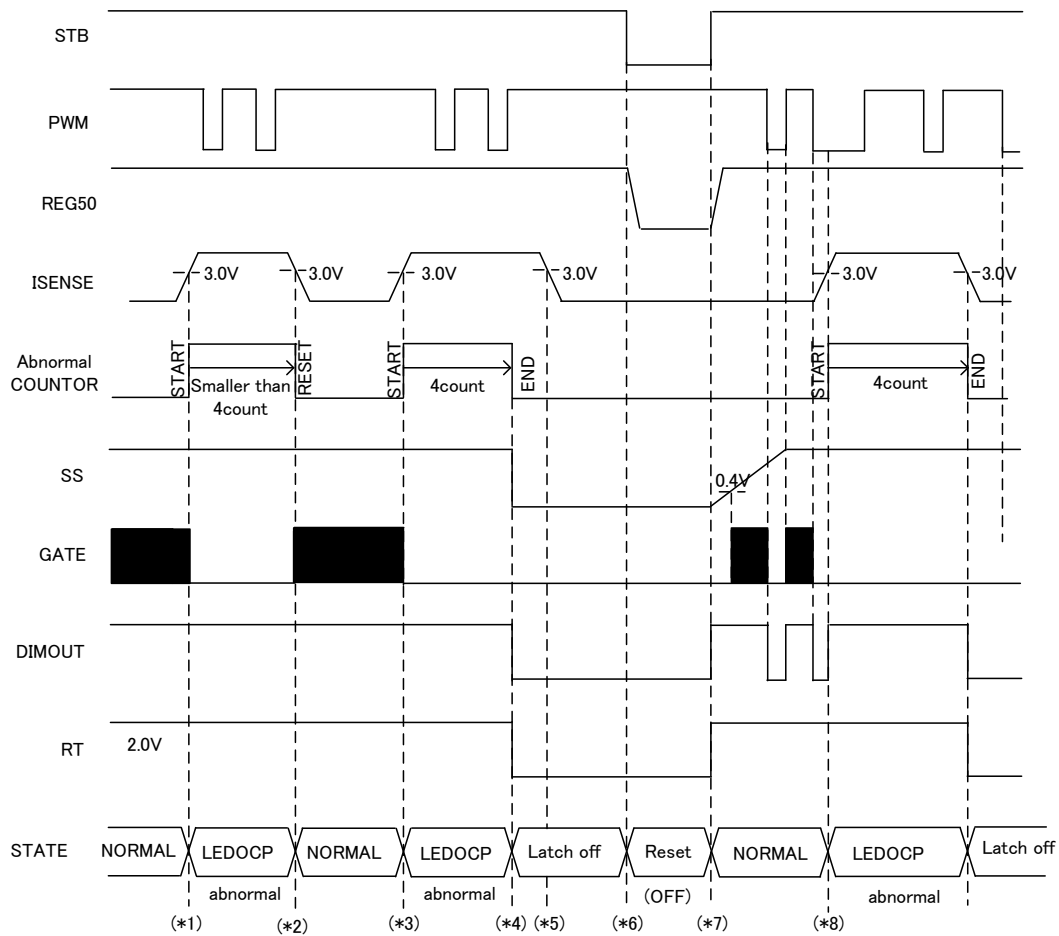 STB
PWM
REG50
ISENSE
3.0V
3.0V
3.0V
3.0V
3.0V
3.0V
Abnormal
COUNTOR
START
Smaller than
4count
RESET
START
4count
END
START
4count
END
SS
0.4V
GATE
DIMOUT
RT
2.0V
STATE
NORMAL
LEDOCP
NORMAL
LEDOCP
Latch off
Reset
NORMAL
LEDOCP
Latch off
abnormal
abnormal
(OFF)
abnormal
(*1)
(*2)
(*3)
(*4)
(*5)
(*6)
(*7)
(*8)